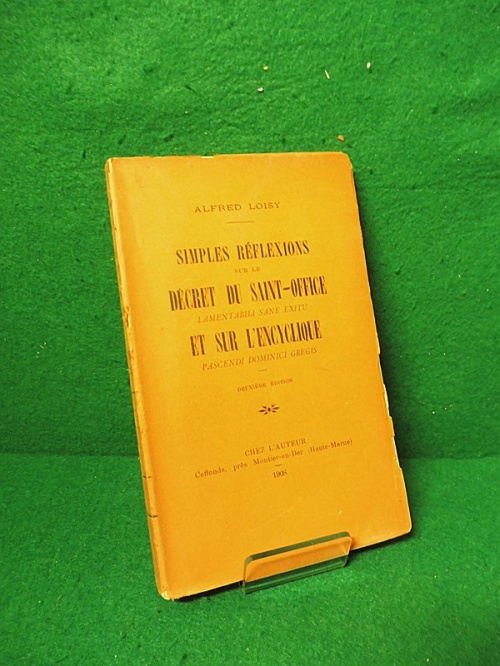 ALFRED LOISY
SIMPLES RÉFLEXIONS
SUR LE
DÉCRET DU SAINT-OFFICE
LAMENTABILI SANE EXITU
ET SUR L'ENCYCLIQUE
PASCENDI DOMINICI GREGIS
DEUXIÈME ÉDITION
CHEZ L'AUTEUR
Ceffonds, près Montier-en-Der (Haute-Marne)
1908